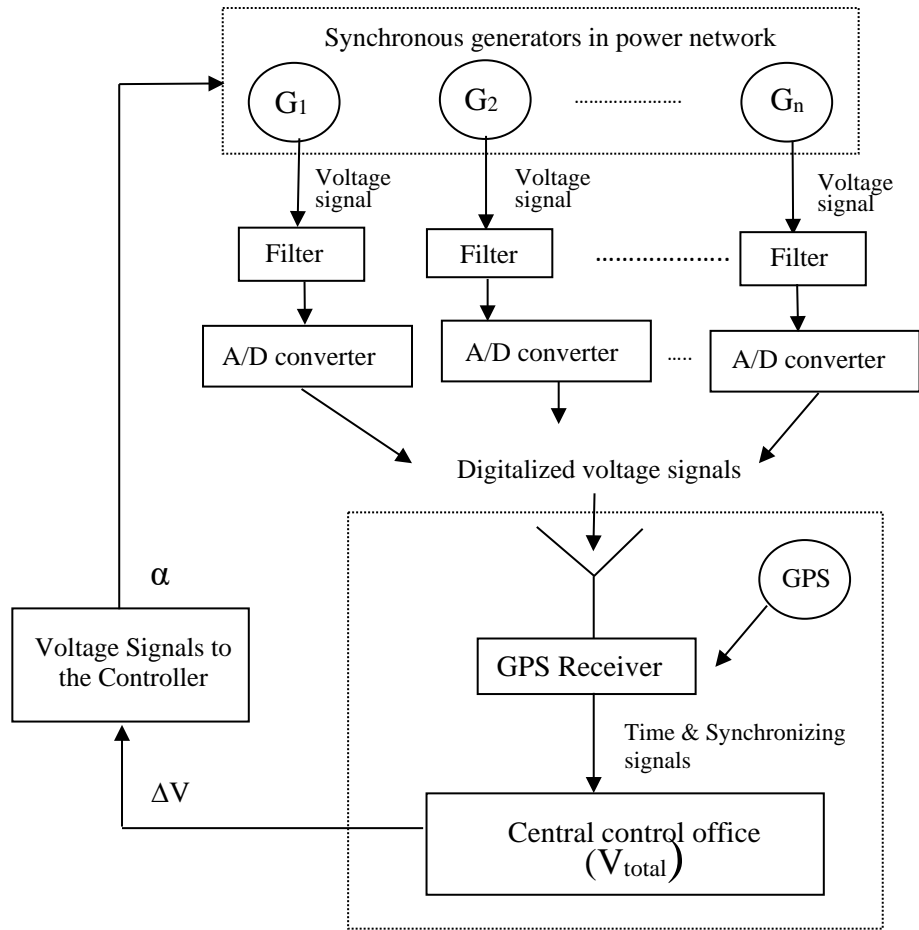 Synchronous generators in power network
G1 G2 ........................ Gn
Voltage signal
Voltage signal
Voltage signal
Filter
Filter
.....................
Filter
A/D converter
A/D converter
.....
A/D converter
Digitalized voltage signals
GPS
α
Voltage Signals to
the Controller
GPS Receiver
Time & Synchronizing
signals
ΔV
Central control office
(Vtotal)